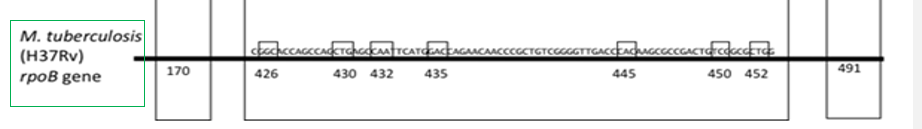 M. tuberculosis
(H37Rv)
rpoB gene
CGGCACCAGCCAGCTGAGCCAATTCATGGACCAGAACAACCCGCTGTCGGGGTTGACCCACAAGCGCCGACTGTCGGCGCTGG
170 426 430 432 435 445 450 452 491